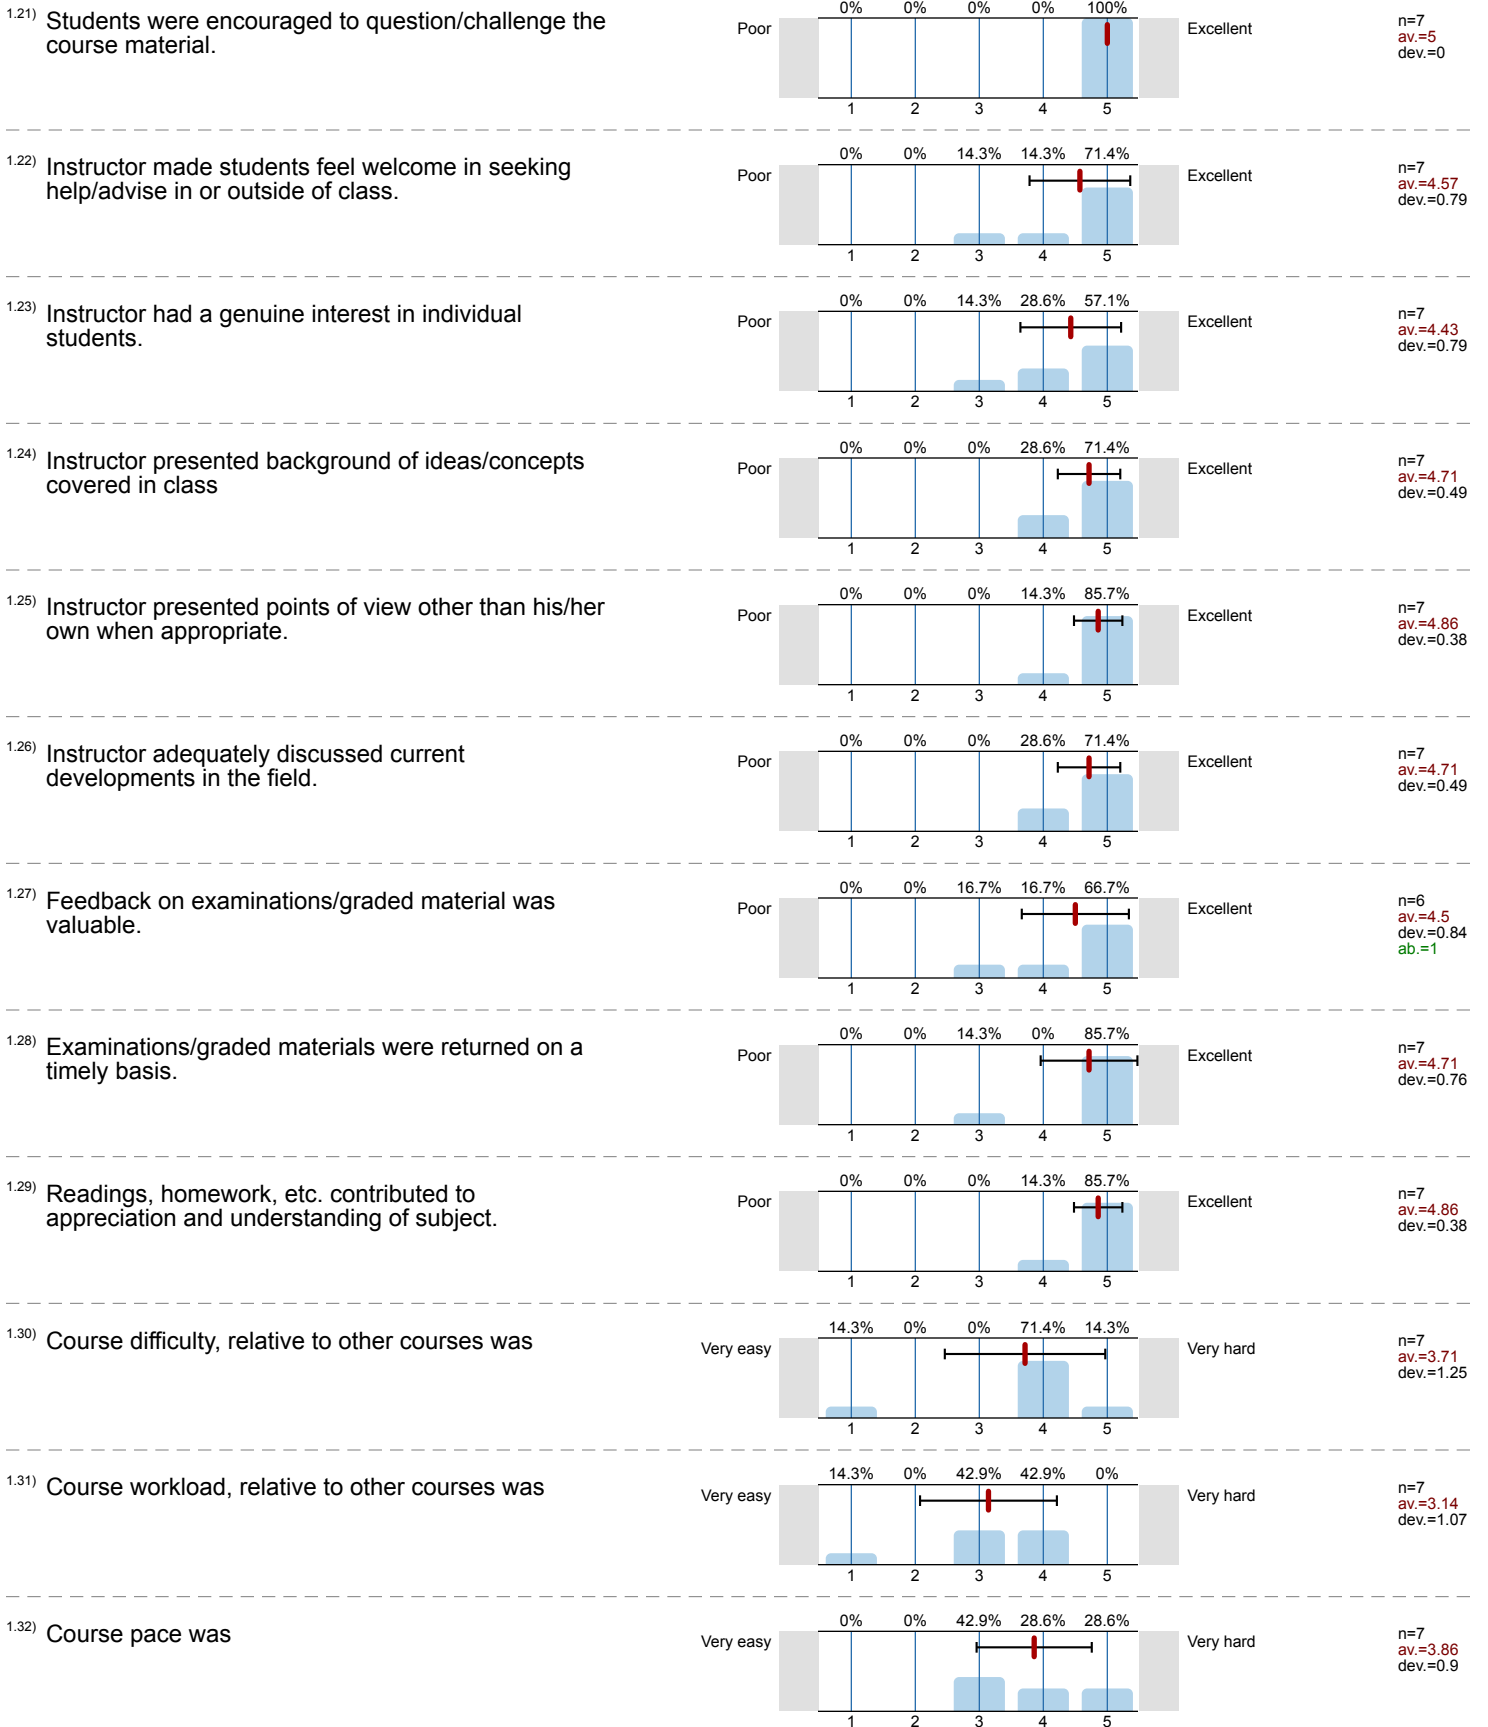 1.21) Students were encouraged to question/challenge the
course material.
0% 0% 0% 0% 100%
Poor Excellent
1 2 3 4 5
n=7
av.=5
dev.=0
1.22) Instructor made students feel welcome in seeking
help/advise in or outside of class.
0% 0% 14.3% 14.3% 71.4%
Poor Excellent
1 2 3 4 5
n=7
av.=4.57
dev.=0.79
1.23) Instructor had a genuine interest in individual
students.
0% 0% 14.3% 28.6% 57.1%
Poor Excellent
1 2 3 4 5
n=7
av.=4.43
dev.=0.79
1.24) Instructor presented background of ideas/concepts
covered in class
0% 0% 0% 28.6% 71.4%
Poor Excellent
1 2 3 4 5
n=7
av.=4.71
dev.=0.49
1.25) Instructor presented points of view other than his/her
own when appropriate.
0% 0% 0% 14.3% 85.7%
Poor Excellent
1 2 3 4 5
n=7
av.=4.86
dev.=0.38
1.26) Instructor adequately discussed current
developments in the field.
0% 0% 0% 28.6% 71.4%
Poor Excellent
1 2 3 4 5
n=7
av.=4.71
dev.=0.49
1.27) Feedback on examinations/graded material was
valuable.
0% 0% 16.7% 16.7% 66.7%
Poor Excellent
1 2 3 4 5
n=6
av.=4.5
dev.=0.84
ab.=1
1.28) Examinations/graded materials were returned on a
timely basis.
0% 0% 14.3% 0% 85.7%
Poor Excellent
1 2 3 4 5
n=7
av.=4.71
dev.=0.76
1.29) Readings, homework, etc. contributed to
appreciation and understanding of subject.
0% 0% 0% 14.3% 85.7%
Poor Excellent
1 2 3 4 5
n=7
av.=4.86
dev.=0.38
1.30) Course difficulty, relative to other courses was
14.3% 0% 0% 71.4% 14.3%
Very easy Very hard
1 2 3 4 5
n=7
av.=3.71
dev.=1.25
1.31) Course workload, relative to other courses was
14.3% 0% 42.9% 42.9% 0%
Very easy Very hard
1 2 3 4 5
n=7
av.=3.14
dev.=1.07
1.32) Course pace was
0% 0% 42.9% 28.6% 28.6%
Very easy Very hard
1 2 3 4 5
n=7
av.=3.86
dev.=0.9